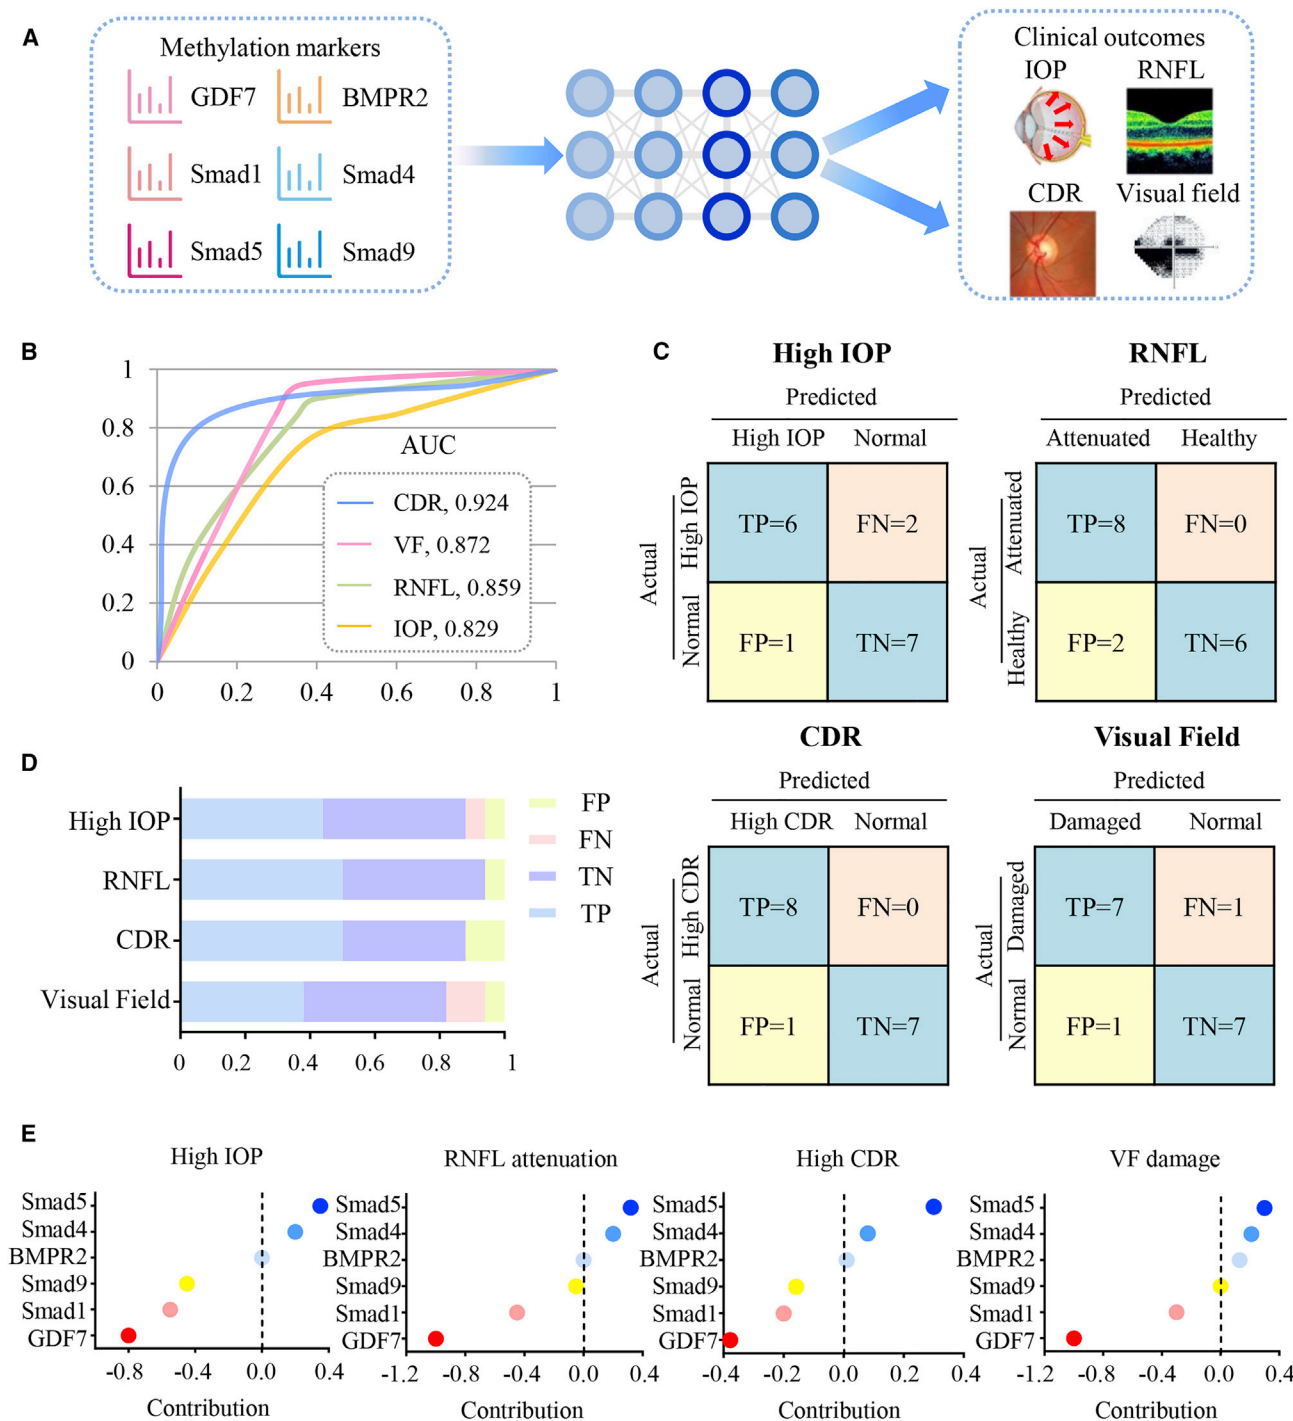 A
Methylation markers
GDF7 BMPR2
Smad1 Smad4
Smad5 Smad9
Clinical outcomes
IOP RNFL
CDR Visual field
B
1
0.8
0.6
0.4
0.2
0
0 0.2 0.4 0.6 0.8 1
AUC
CDR, 0.924
VF, 0.872
RNFL, 0.859
IOP, 0.829
C
High IOP
Predicted
High IOP Normal
Actual
High IOP
Normal
TP=6 FN=2
FP=1 TN=7
RNFL
Predicted
Attenuated Healthy
Actual
Attenuated
Healthy
TP=8 FN=0
FP=2 TN=6
CDR
Predicted
High CDR Normal
Actual
High CDR
Normal
TP=8 FN=0
FP=1 TN=7
Visual Field
Predicted
Damaged Normal
Actual
Damaged
Normal
TP=7 FN=1
FP=1 TN=7
D
High IOP
RNFL
CDR
Visual Field
0 0.2 0.4 0.6 0.8 1
FP
FN
TN
TP
E
High IOP
Smad5
Smad4
BMPR2
Smad9
Smad1
GDF7
-0.8 -0.4 0.0 0.4
Contribution
RNFL attenuation
Smad5
Smad4
BMPR2
Smad9
Smad1
GDF7
-1.2 -0.8 -0.4 0.0 0.4
Contribution
High CDR
Smad5
Smad4
BMPR2
Smad9
Smad1
GDF7
-0.4 -0.2 0.0 0.2 0.4
Contribution
VF damage
Smad5
Smad4
BMPR2
Smad9
Smad1
GDF7
-1.2 -0.8 -0.4 0.0 0.4
Contribution